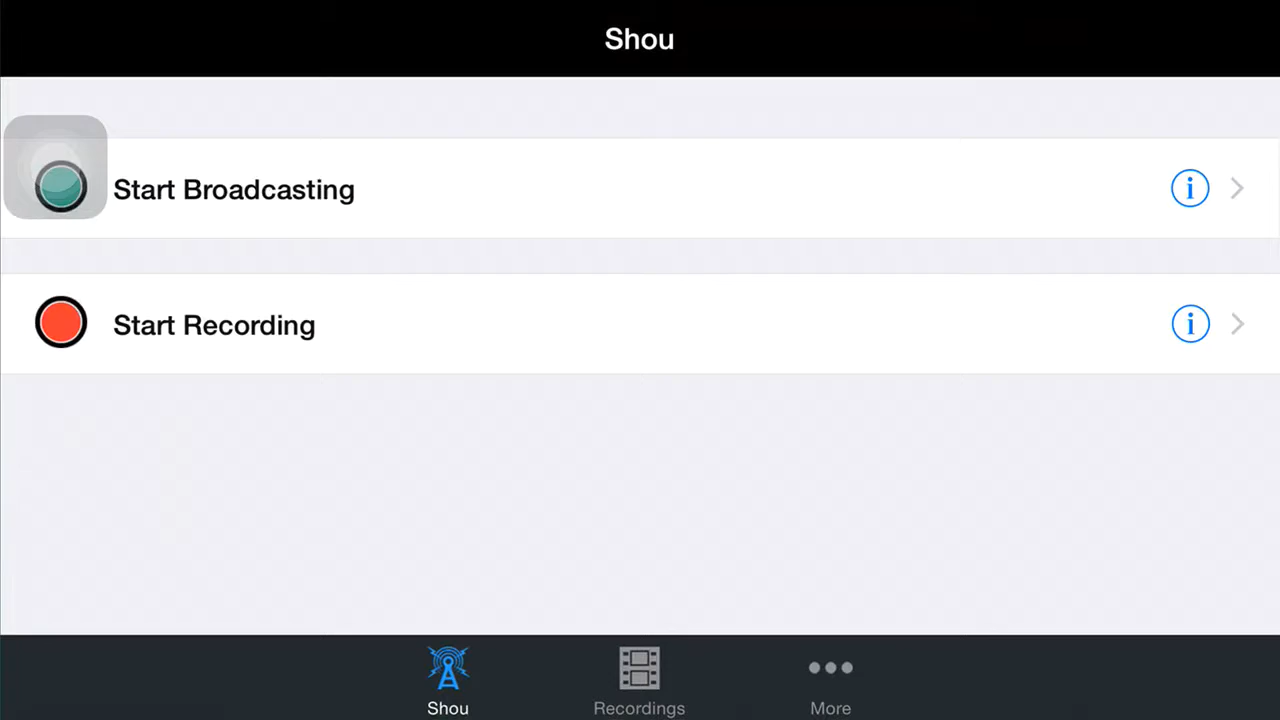 Shou
Start Broadcasting
Start Recording
Shou
Recordings
More